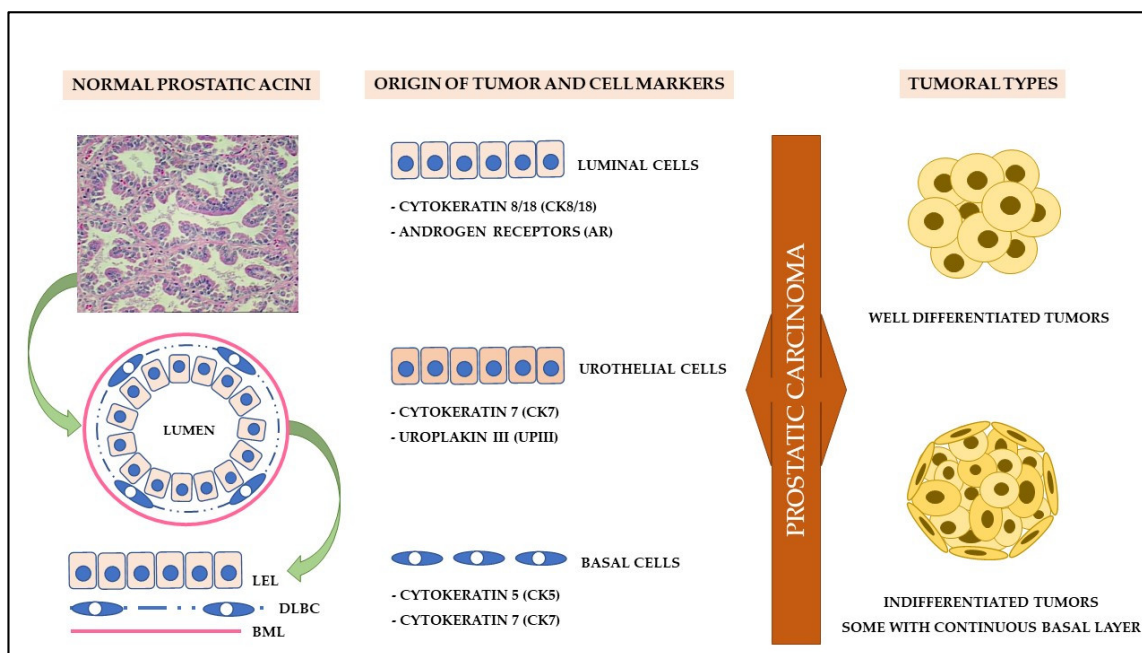 NORMAL PROSTATIC ACINI
LUMEN
LEL
DLBC
BML
ORIGIN OF TUMOR AND CELL MARKERS
LUMINAL CELLS
- CYTOKERATIN 8/18 (CK8/18)
- ANDROGEN RECEPTORS (AR)
UROTHELIAL CELLS
- CYTOKERATIN 7 (CK7)
- UROPLAKIN III (UPIII)
BASAL CELLS
- CYTOKERATIN 5 (CK5)
- CYTOKERATIN 7 (CK7)
PROSTATIC CARCINOMA
TUMORAL TYPES
WELL DIFFERENTIATED TUMORS
INDIFFERENTIATED TUMORS
SOME WITH CONTINUOUS BASAL LAYER